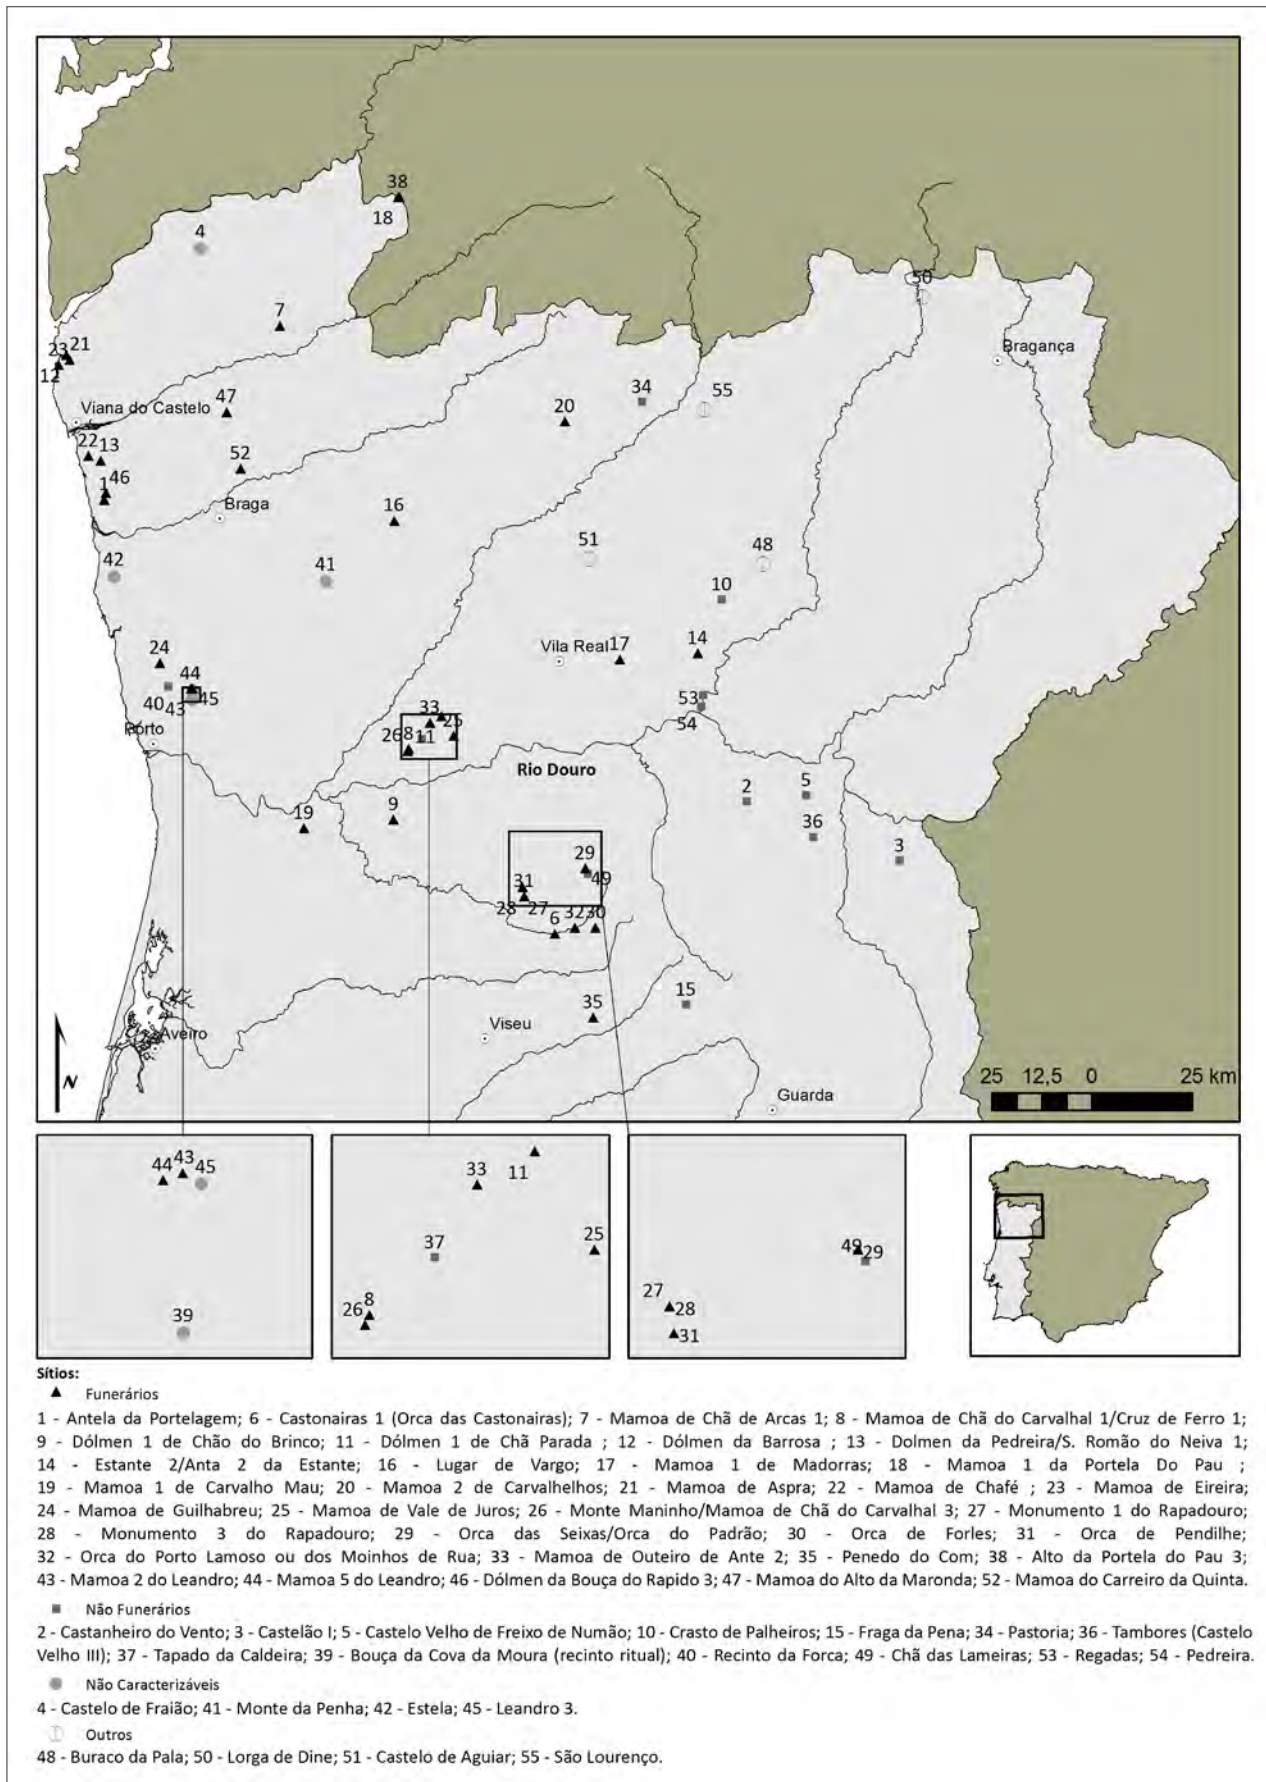 38
18
4
7
50
Bragança
23 21
12
47
34
55
20
Viana do Castelo
22 13
52
46
1
16
Braga
51
48
42
41
10
24
Vila Real 17
14
44
40 43 45
53
54
Porto
33
25
26 8 11
Rio Douro
2
5
36
3
19
9
29
49
31
28 27
6 32 30
15
35
Viseu
Aveiro
N
25 12,5 0 25 km
Guarda
44 43 45
39
33
11
37
25
26 8
49 29
27
28
31
Sítios:
Funerários
1 - Antela da Portelagem; 6 - Castonairas 1 (Orca das Castonairas); 7 - Mamoa de Chã de Arcas 1; 8 - Mamoa de Chã do Carvalhal 1/Cruz de Ferro 1;
9 - Dólmen 1 de Chão do Brinco; 11 - Dólmen 1 de Chã Parada ; 12 - Dólmen da Barrosa ; 13 - Dolmen da Pedreira/S. Romão do Neiva 1;
14 - Estante 2/Anta 2 da Estante; 16 - Lugar de Vargo; 17 - Mamoa 1 de Madorras; 18 - Mamoa 1 da Portela Do Pau ;
19 - Mamoa 1 de Carvalho Mau; 20 - Mamoa 2 de Carvalhelhos; 21 - Mamoa de Aspra; 22 - Mamoa de Chafé ; 23 - Mamoa de Eireira;
24 - Mamoa de Guilhabreu; 25 - Mamoa de Vale de Juros; 26 - Monte Maninho/Mamoa de Chã do Carvalhal 3; 27 - Monumento 1 do Rapadouro;
28 - Monumento 3 do Rapadouro; 29 - Orca das Seixas/Orca do Padrão; 30 - Orca de Forles; 31 - Orca de Pendilhe;
32 - Orca do Porto Lamoso ou dos Moinhos de Rua; 33 - Mamoa de Outeiro de Ante 2; 35 - Penedo do Com; 38 - Alto da Portela do Pau 3;
43 - Mamoa 2 do Leandro; 44 - Mamoa 5 do Leandro; 46 - Dólmen da Bouça do Rapido 3; 47 - Mamoa do Alto da Maronda; 52 - Mamoa do Carreiro da Quinta.
Não Funerários
2 - Castanheiro do Vento; 3 - Castelão I; 5 - Castelo Velho de Freixo de Numão; 10 - Crasto de Palheiros; 15 - Fraga da Pena; 34 - Pastoria; 36 - Tambores (Castelo
Velho III); 37 - Tapado da Caldeira; 39 - Bouça da Cova da Moura (recinto ritual); 40 - Recinto da Forca; 49 - Chã das Lameiras; 53 - Regadas; 54 - Pedreira.
Não Caracterizáveis
4 - Castelo de Fraião; 41 - Monte da Penha; 42 - Estela; 45 - Leandro 3.
Outros
48 - Buraco da Pala; 50 - Lorga de Dine; 51 - Castelo de Aguiar; 55 - São Lourenço.